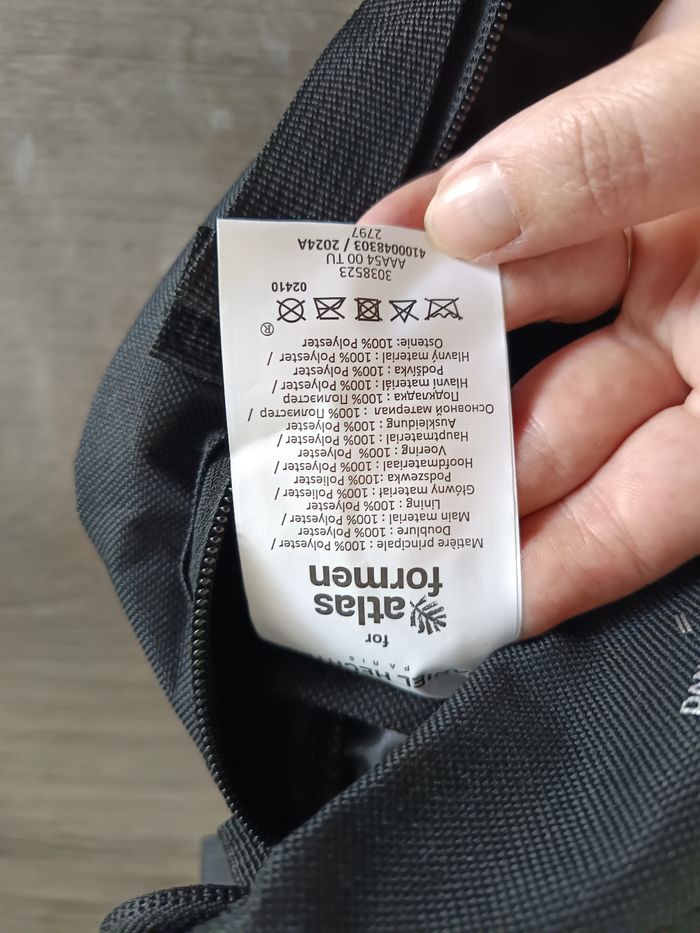 PARIS
for
atlas
formen
Matière principale : 100% Polyester /
Doublure : 100% Polyester
Main material : 100% Polyester /
Lining : 100% Polyester
Główny materiał : 100% Poliester /
Podszewka : 100% Poliester
Hoofdmateriaal : 100% Polyester /
Voering : 100% Polyester
Hauptmaterial : 100% Polyester /
Auskleidung : 100% Polyester
Основной материал : 100% Полиэстер /
Подкладка : 100% Полиэстер
Hlavní materiál : 100% Polyester /
Podšívka : 100% Polyester
Hlavný materiál : 100% Polyester /
Ostenie: 100% Polyester
®
02410
3038523
AAA54 00 TU
4100048303 / 2024A
2797